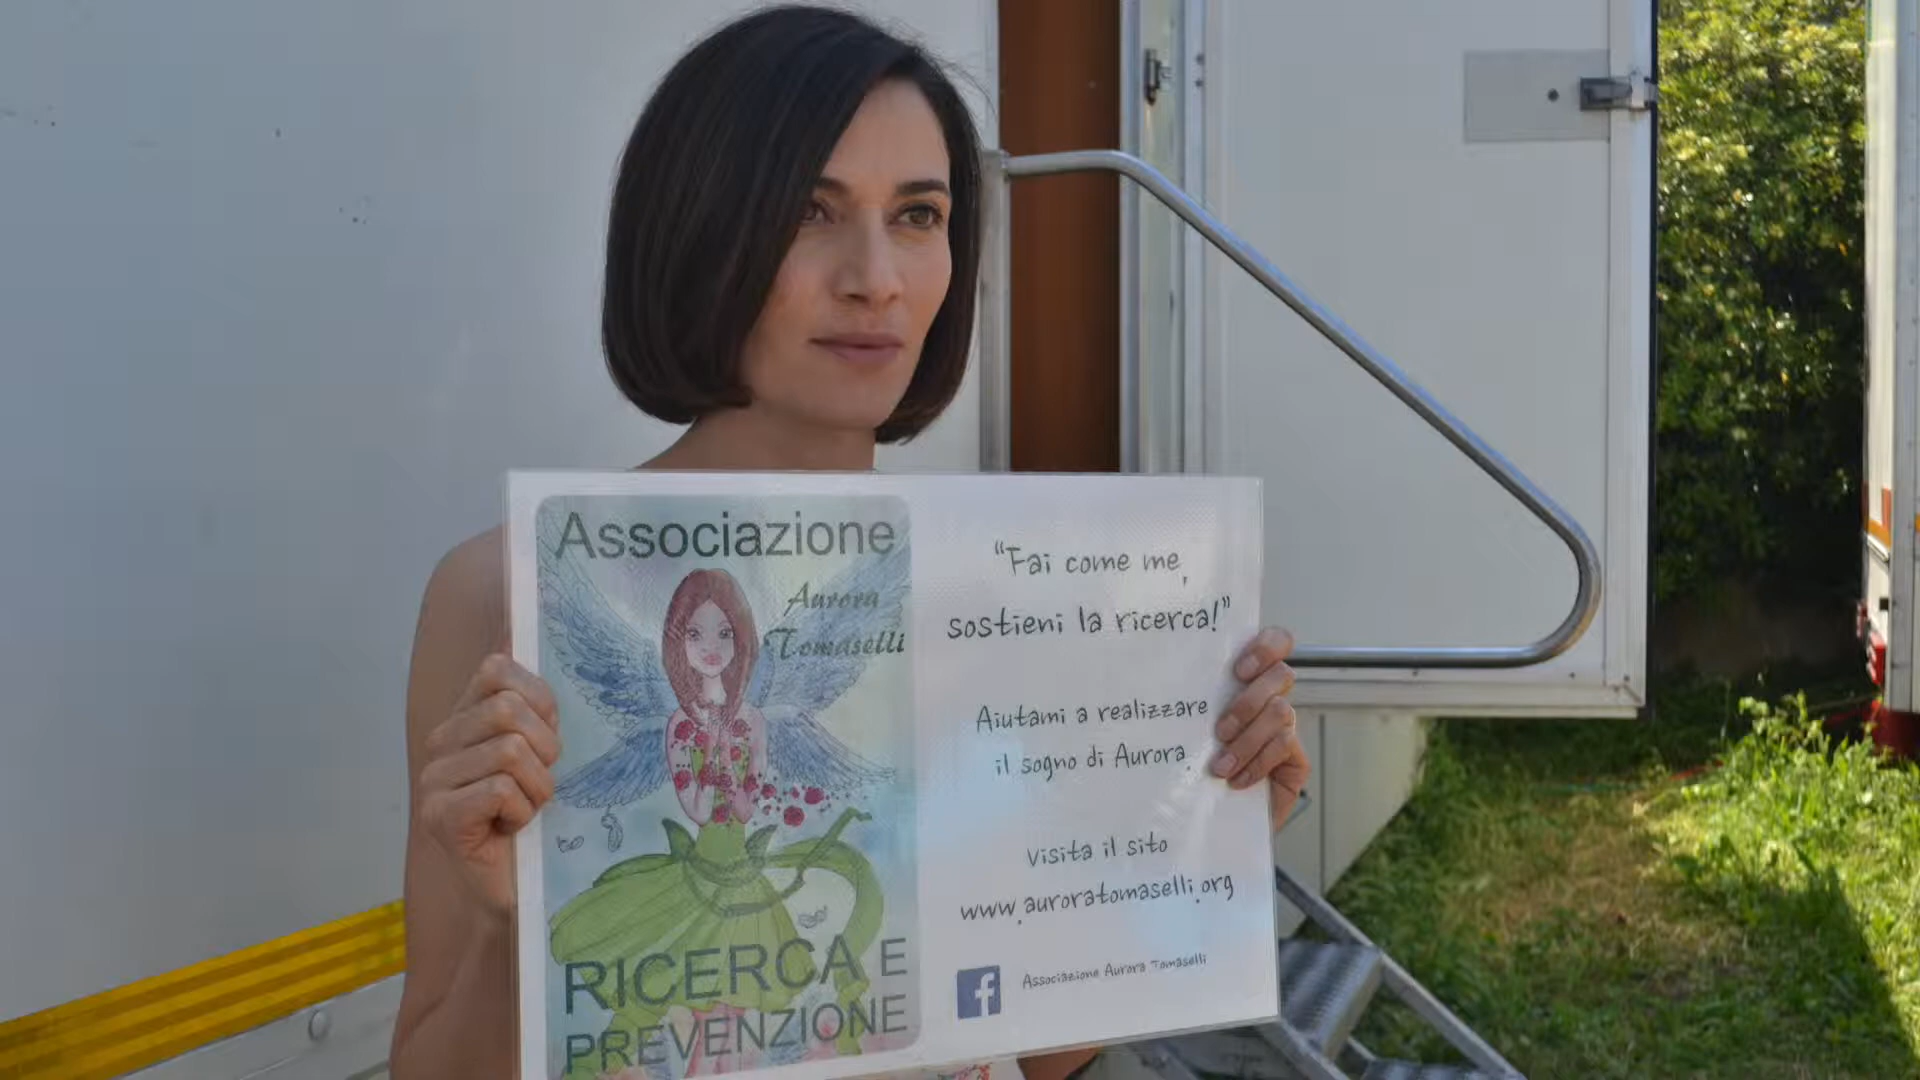 Associazione
Aurora
Tomaselli
RICERCA E
PREVENZIONE
“Fai come me,
sostieni la ricerca!”
Aiutami a realizzare
il sogno di Aurora.
Visita il sito
www.auroratomaselli.org
f
Associazione Aurora Tomaselli